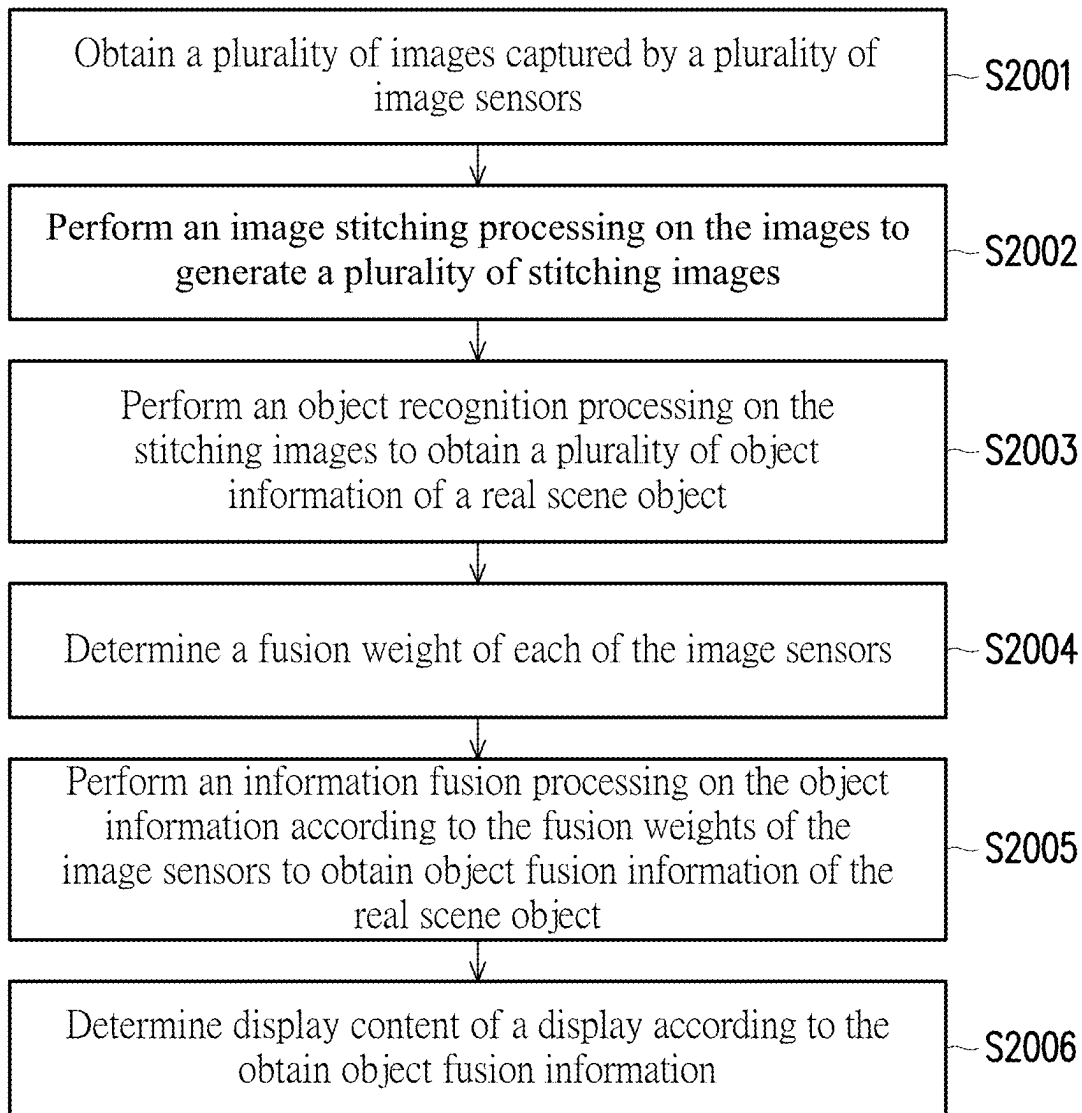 Obtain a plurality of images captured by a plurality of
image sensors
S2001
Perform an image stitching processing on the images to
generate a plurality of stitching images
S2002
Perform an object recognition processing on the
stitching images to obtain a plurality of object
information of a real scene object
S2003
Determine a fusion weight of each of the image sensors
S2004
Perform an information fusion processing on the object
information according to the fusion weights of the
image sensors to obtain object fusion information of the
real scene object
S2005
Determine display content of a display according to the
obtain object fusion information
S2006